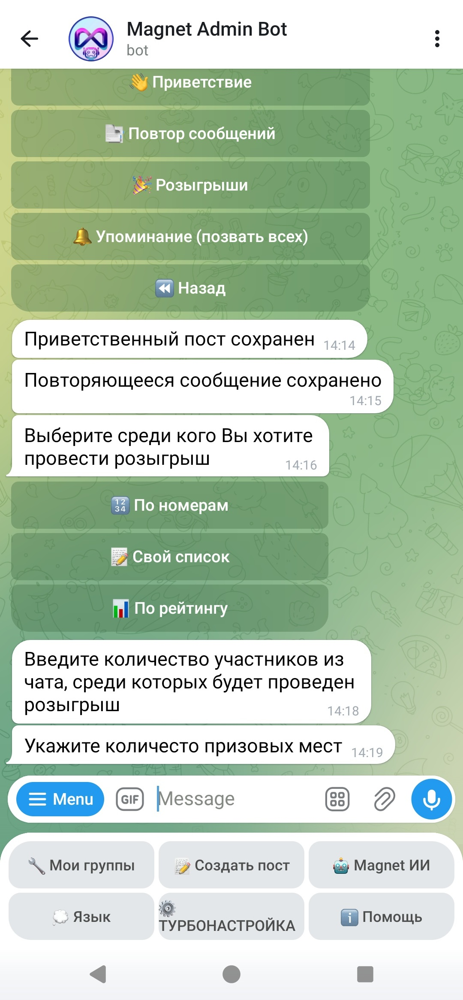 Magnet Admin Bot
bot
Приветствие
Повтор сообщений
Розыгрыши
Упоминание (позвать всех)
Назад
Приветственный пост сохранен 14:14
Повторяющееся сообщение сохранено
14:15
Выберите среди кого Вы хотите
провести розыгрыш 14:16
По номерам
Свой список
По рейтингу
Введите количество участников из
чата, среди которых будет проведен
розыгрыш 14:18
Укажите количесто призовых мест 14:19
Menu GIF Message
Мои группы Создать пост Magnet ИИ
Язык ТУРБОНАСТРОЙКА Помощь